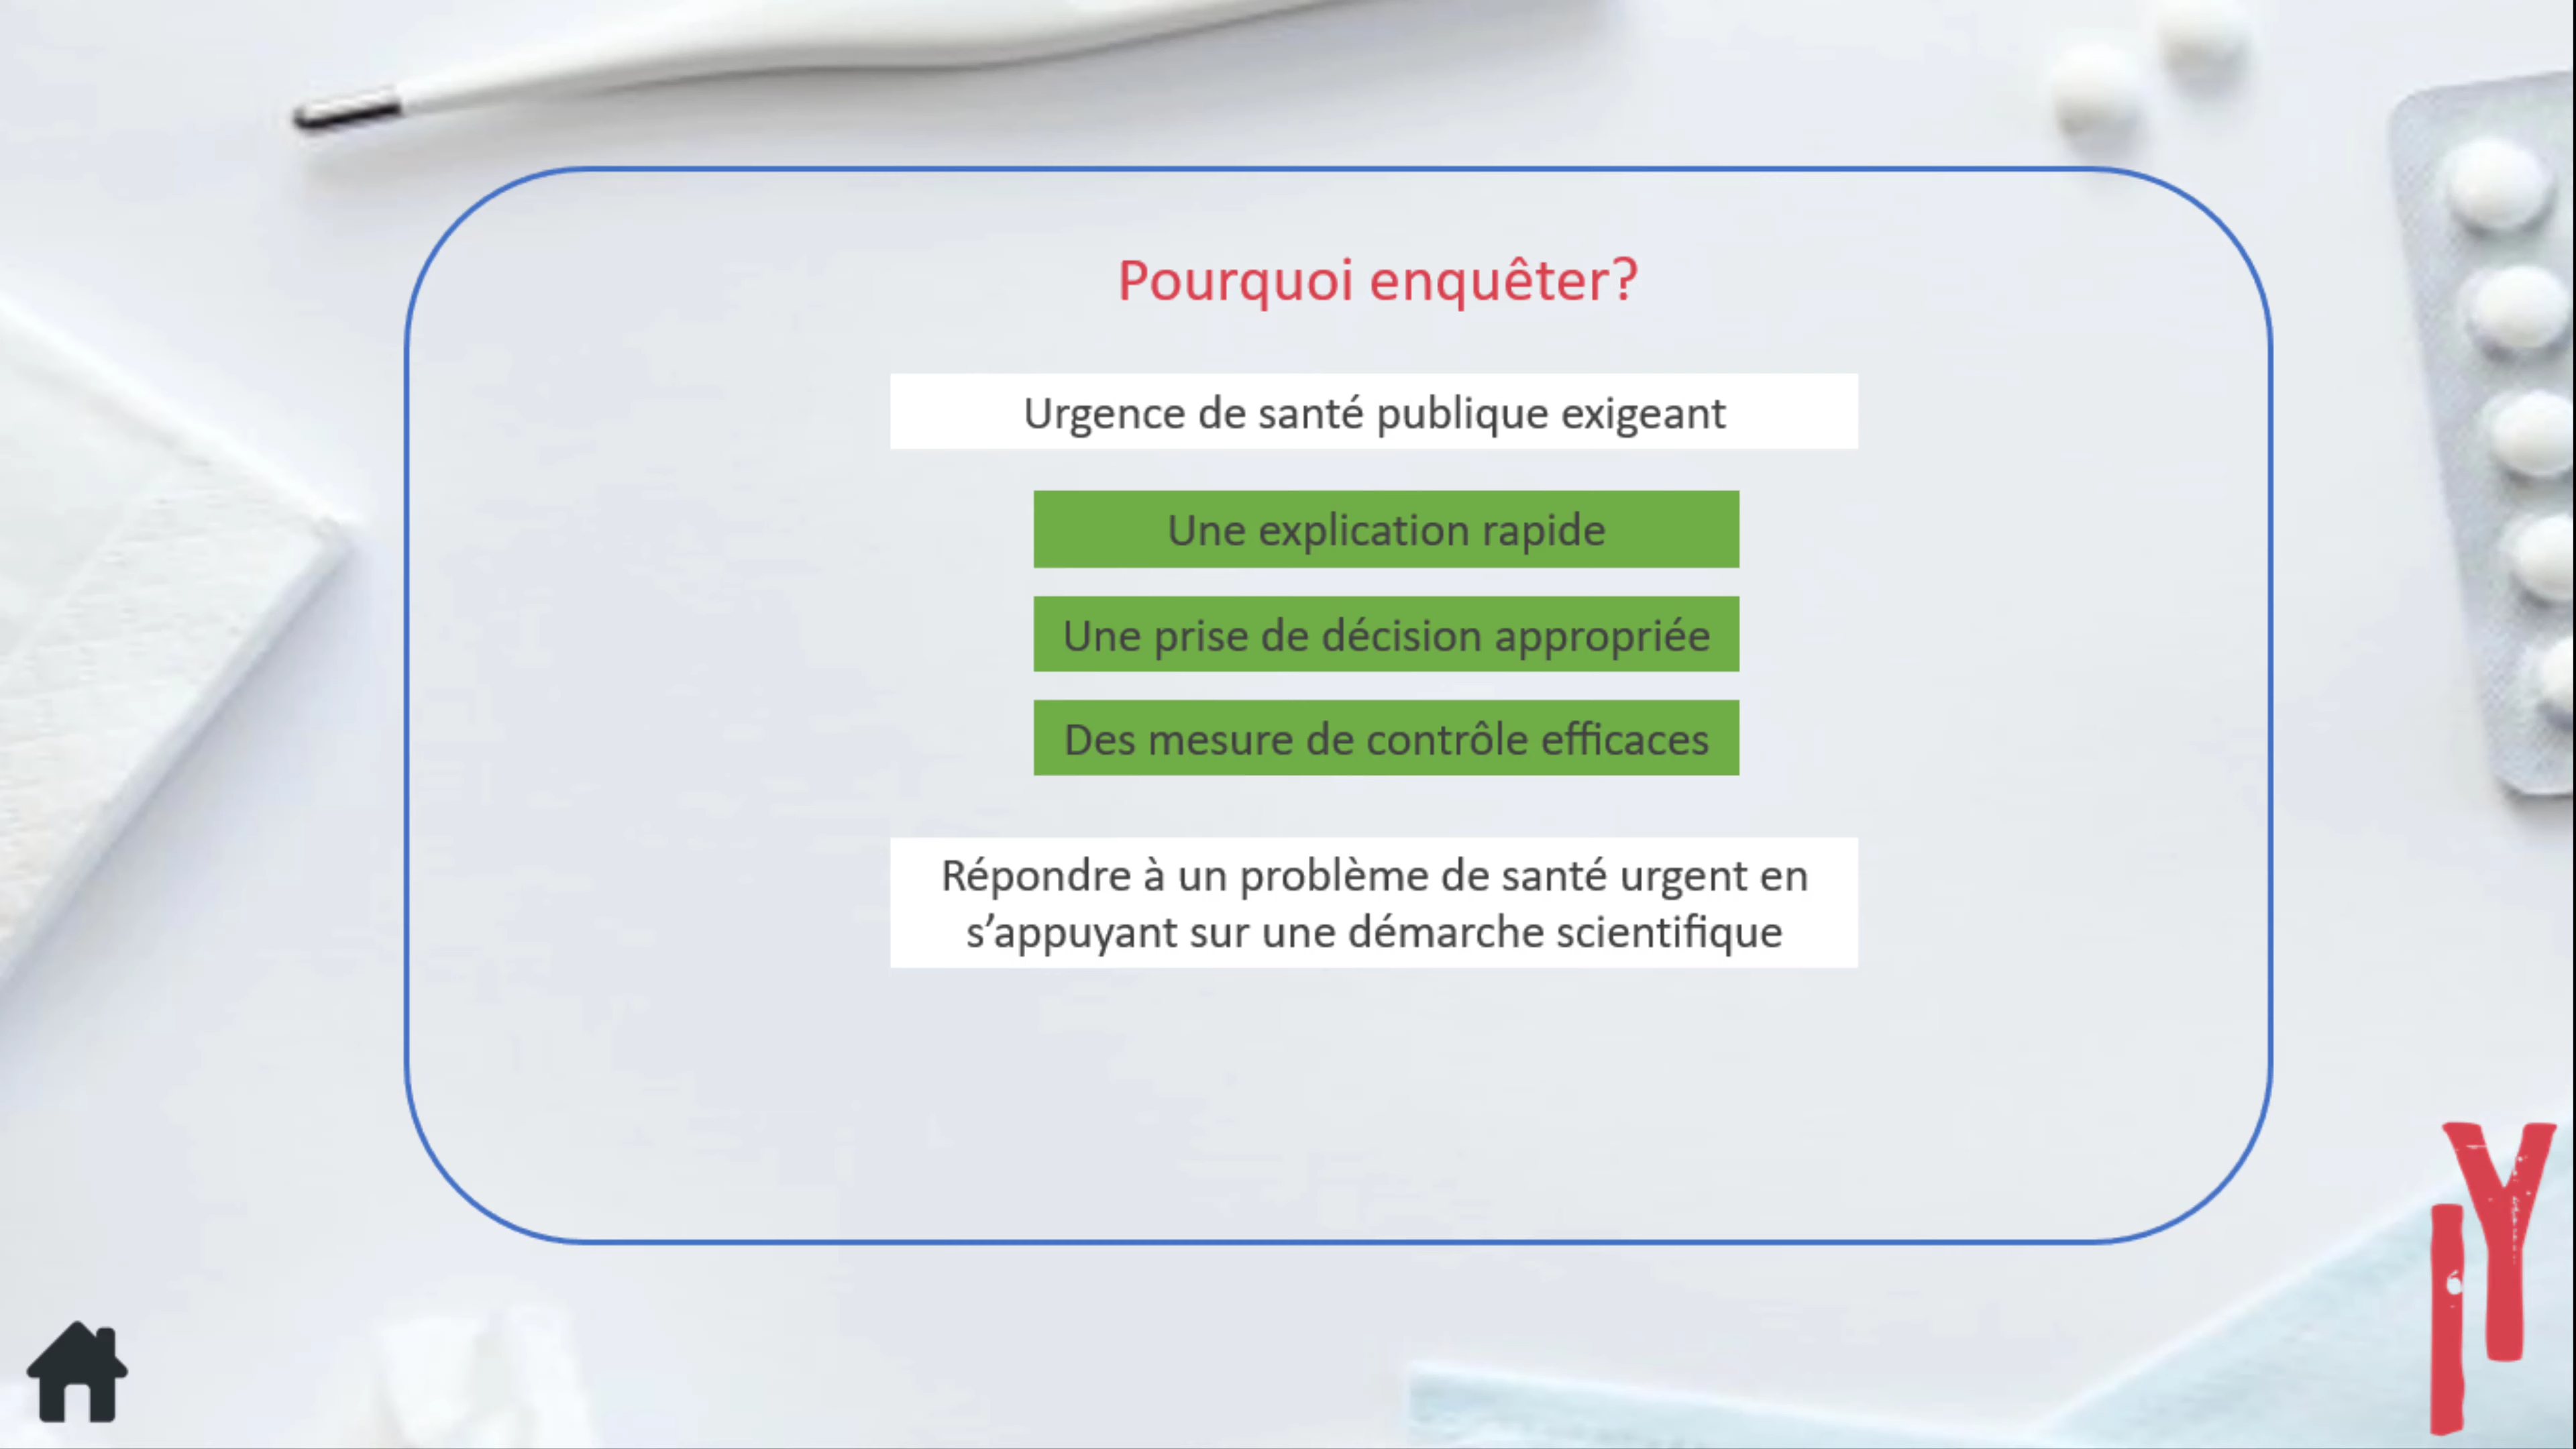 Pourquoi enquêter?
Urgence de santé publique exigeant
Une explication rapide
Une prise de décision appropriée
Des mesure de contrôle efficaces
Répondre à un problème de santé urgent en
s’appuyant sur une démarche scientifique